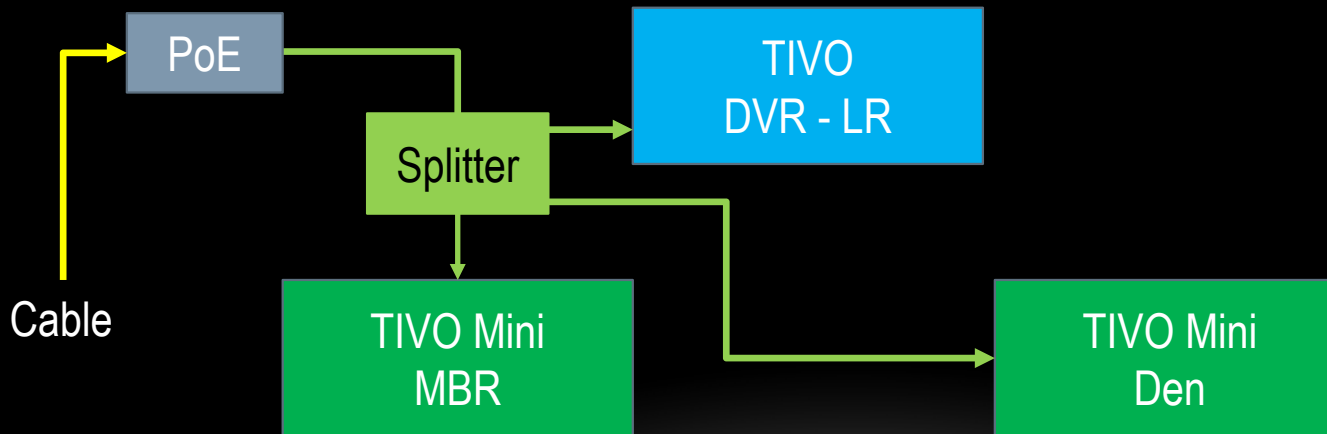 PoE
TIVO
DVR - LR
Splitter
Cable
TIVO Mini
MBR
TIVO Mini
Den